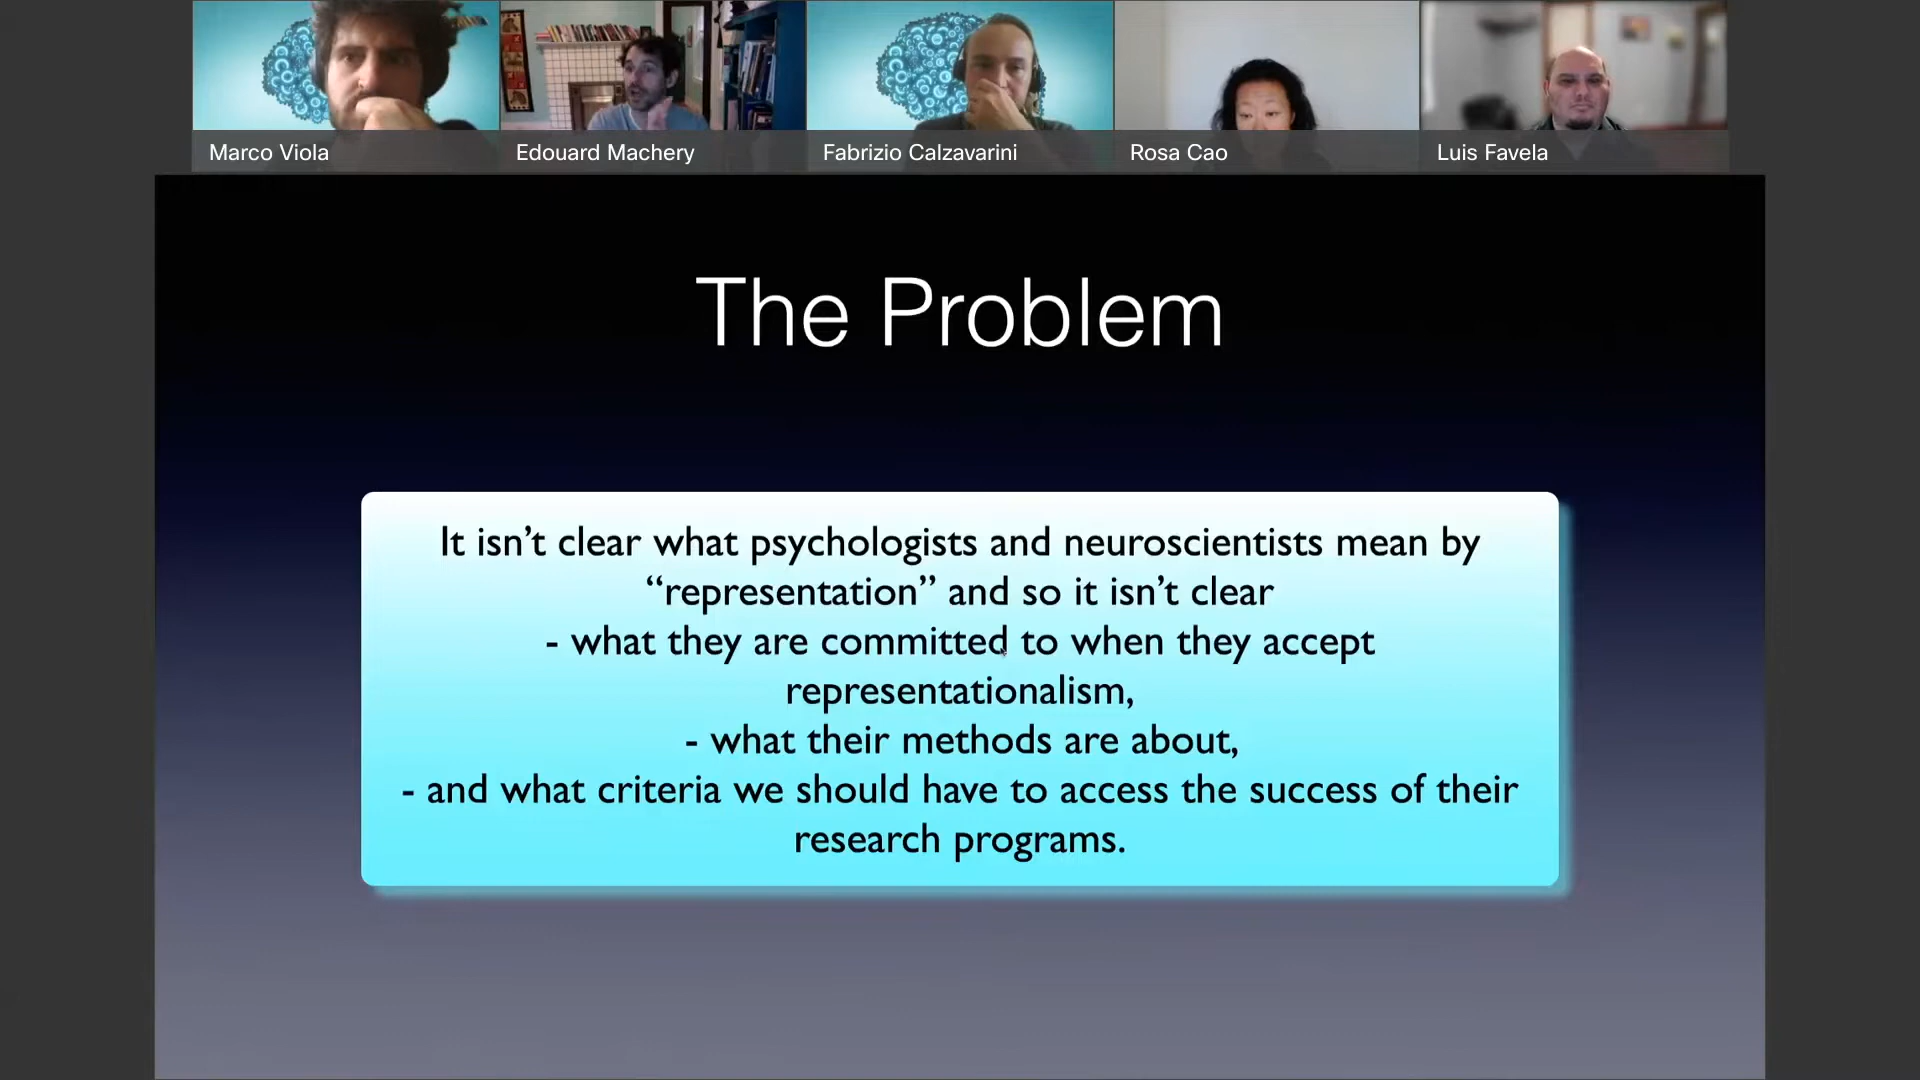 Marco Viola
Edouard Machery
Fabrizio Calzavarini
Rosa Cao
Luis Favela
The Problem
It isn’t clear what psychologists and neuroscientists mean by
“representation” and so it isn’t clear
- what they are committed to when they accept
representationalism,
- what their methods are about,
- and what criteria we should have to access the success of their
research programs.